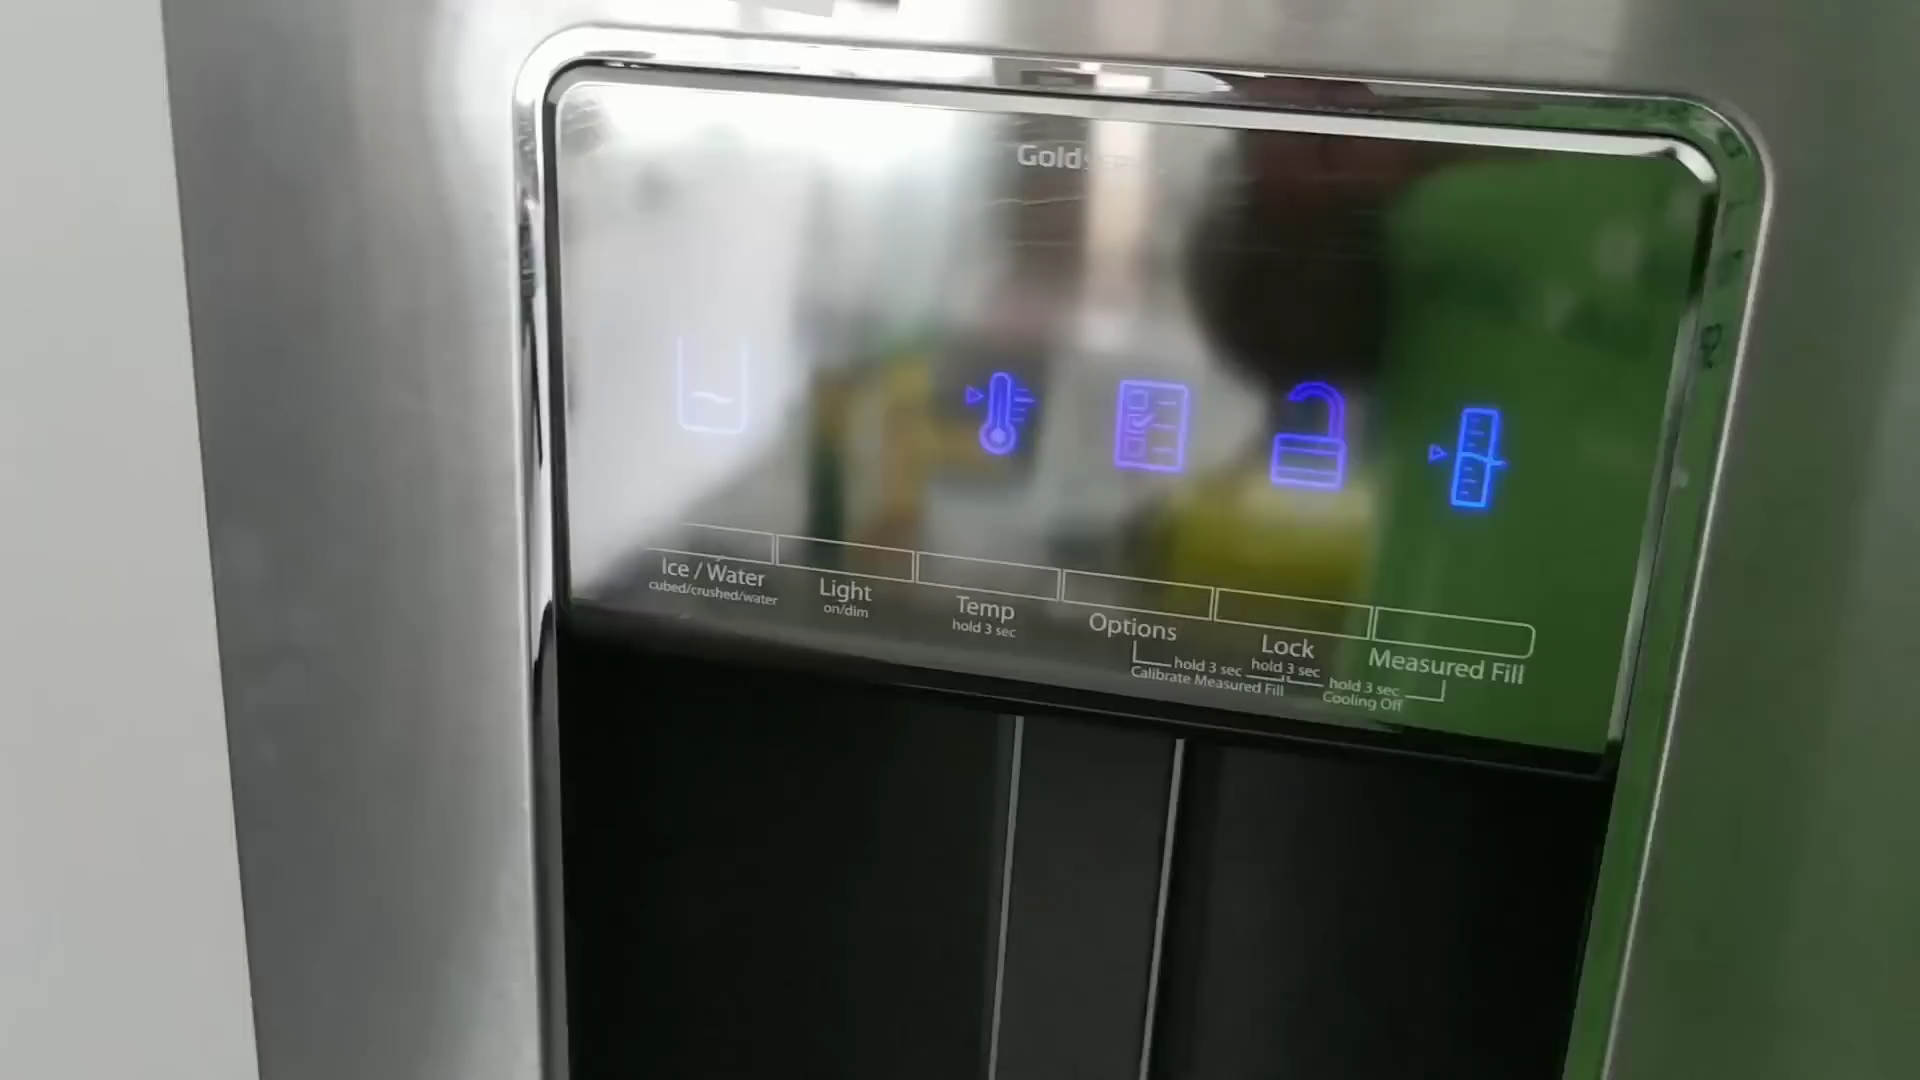 Gold
Ice / Water
cubed/crushed/water
Light
on/dim
Temp
hold 3 sec
Options
hold 3 sec
Calibrate Measured Fill
Lock
hold 3 sec
Measured Fill
hold 3 sec
Cooling Off